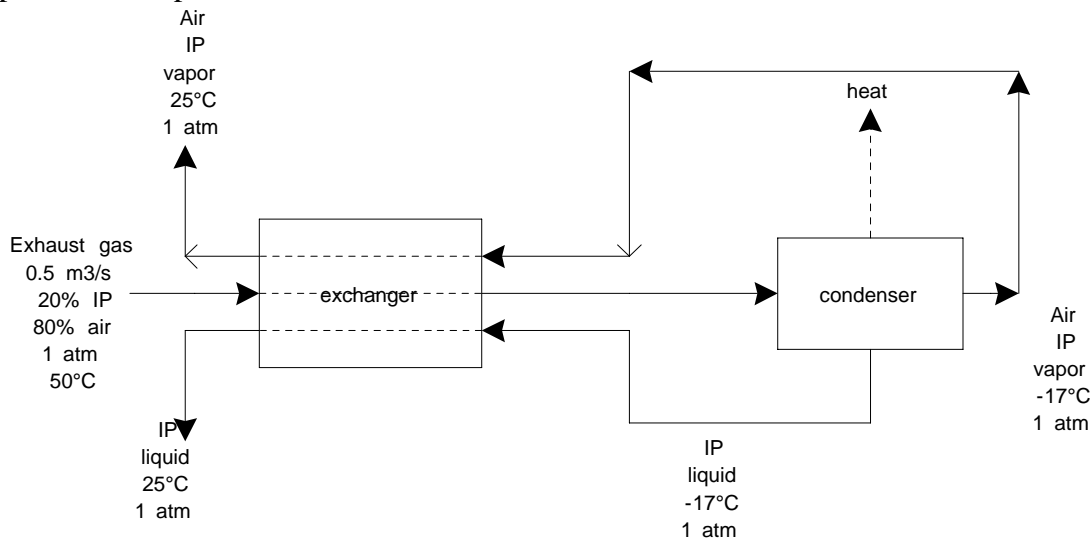 Air
IP
vapor
25°C
1 atm
heat
Exhaust gas
0.5 m3/s
20% IP
80% air
1 atm
50°C
exchanger
condenser
Air
IP
vapor
-17°C
1 atm
IP
liquid
25°C
1 atm
IP
liquid
-17°C
1 atm